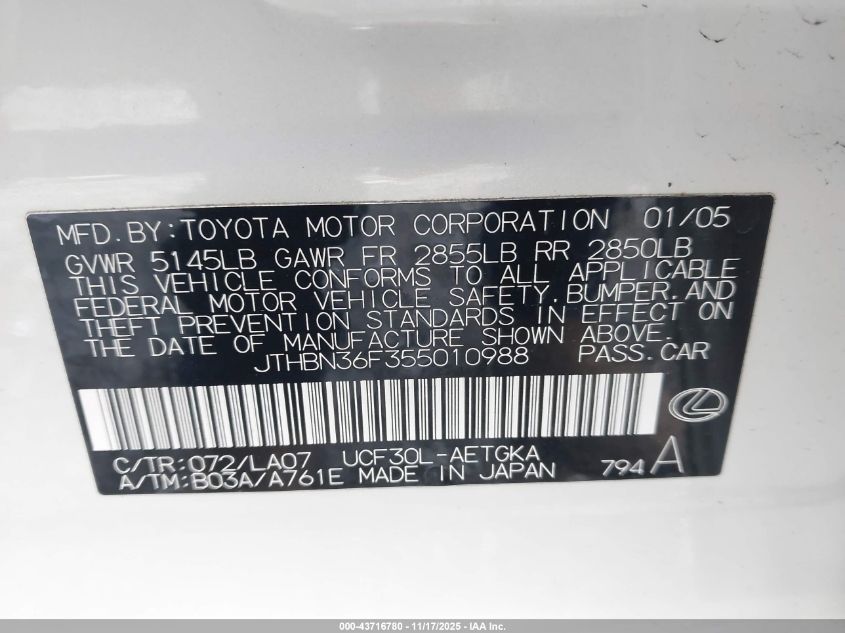 MFD. BY: TOYOTA MOTOR CORPORATION 01/05
GVWR 5145LB GAWR FR 2855LB RR 2850LB
THIS VEHICLE CONFORMS TO ALL APPLICABLE
FEDERAL MOTOR VEHICLE SAFETY, BUMPER, AND
THEFT PREVENTION STANDARDS IN EFFECT ON
THE DATE OF MANUFACTURE SHOWN ABOVE.
JTHBN36F355010988 PASS. CAR
C/TR: 072/LA07 UCF30L-AETGKA 794 A
A/TM: B03A/A761E MADE IN JAPAN
000-43716780 - 11/17/2025 - IAA Inc.